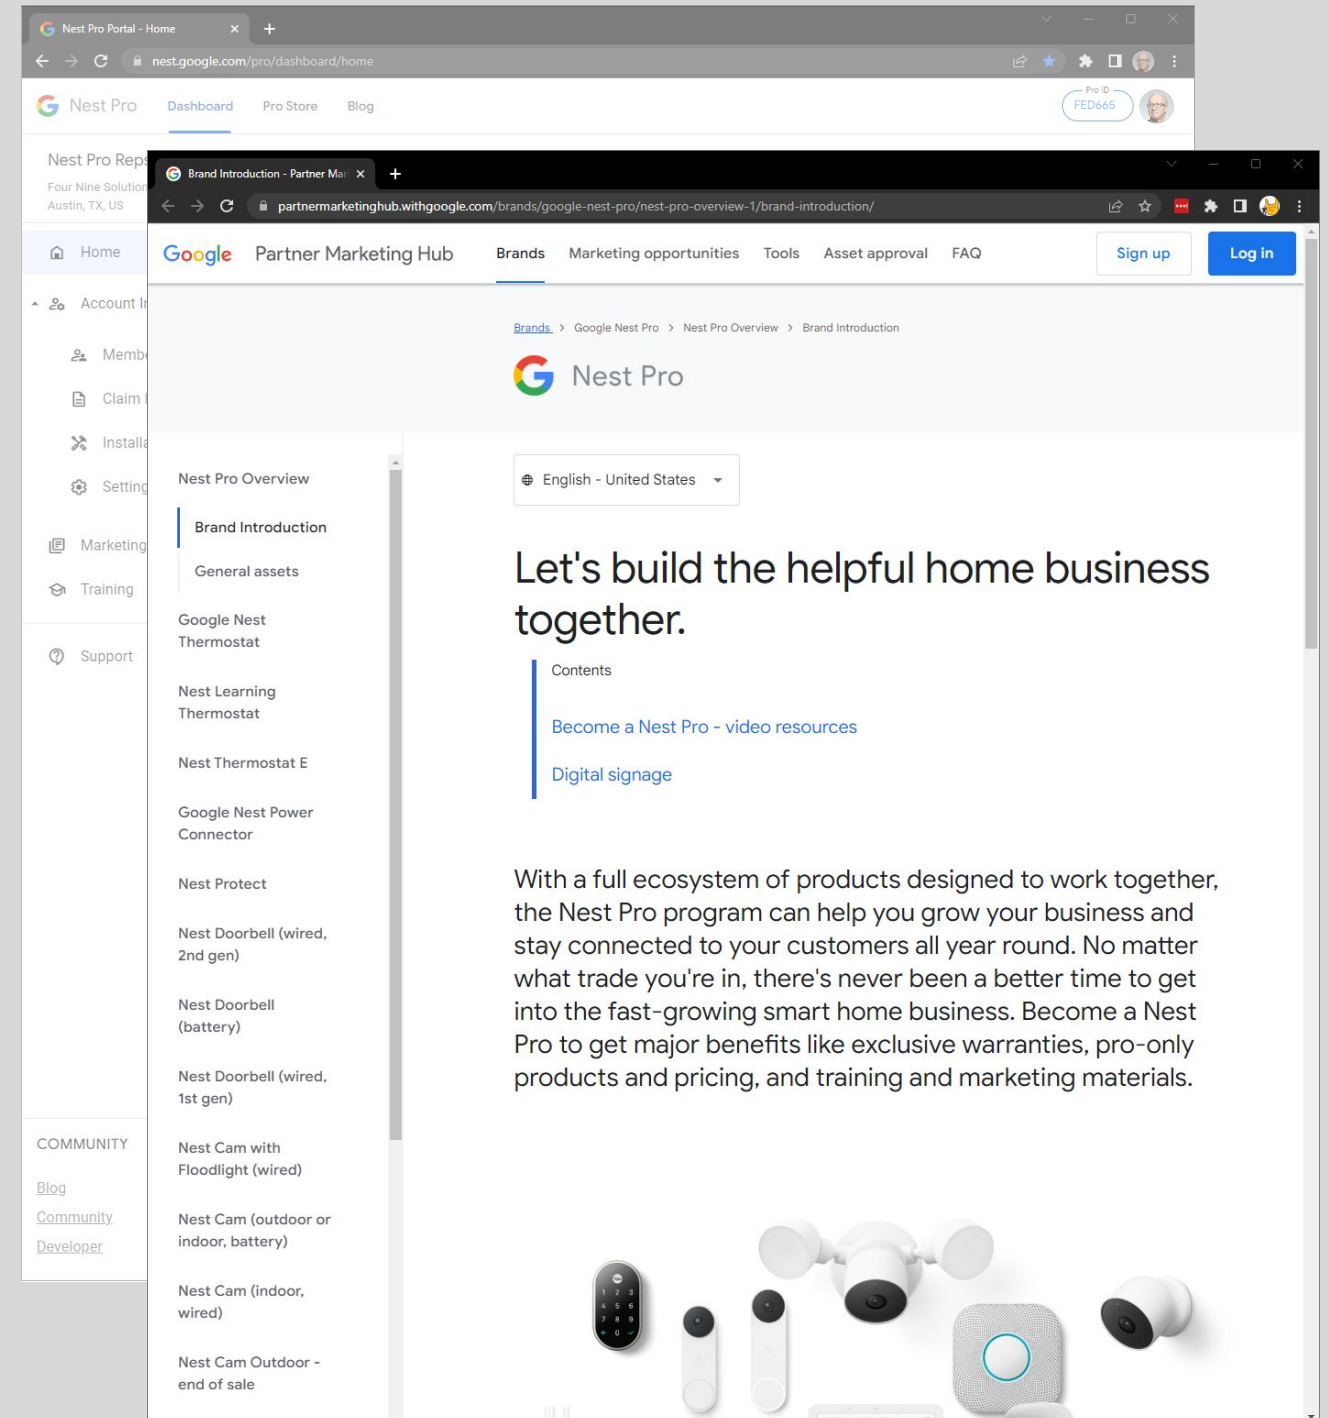 Nest Pro Portal - Home
nest.google.com/pro/dashboard/home
Nest Pro
Dashboard
Pro Store
Blog
Pro ID
FED665
Nest Pro Reps
Four Nine Solution
Austin, TX, US
Home
Account
Membe
Claim
Installa
Setting
Marketing
Training
Support
COMMUNITY
Blog
Community
Developer
Brand Introduction - Partner Mar
partnermarketinghub.withgoogle.com/brands/google-nest-pro/nest-pro-overview-1/brand-introduction/
Google Partner Marketing Hub
Brands
Marketing opportunities
Tools
Asset approval
FAQ
Sign up
Log in
Brands > Google Nest Pro > Nest Pro Overview > Brand Introduction
Nest Pro
Nest Pro Overview
Brand Introduction
General assets
Google Nest
Thermostat
Nest Learning
Thermostat
Nest Thermostat E
Google Nest Power
Connector
Nest Protect
Nest Doorbell (wired,
2nd gen)
Nest Doorbell
(battery)
Nest Doorbell (wired,
1st gen)
Nest Cam with
Floodlight (wired)
Nest Cam (outdoor or
indoor, battery)
Nest Cam (indoor,
wired)
Nest Cam Outdoor -
end of sale
English - United States
Let's build the helpful home business
together.
Contents
Become a Nest Pro - video resources
Digital signage
With a full ecosystem of products designed to work together,
the Nest Pro program can help you grow your business and
stay connected to your customers all year round. No matter
what trade you're in, there's never been a better time to get
into the fast-growing smart home business. Become a Nest
Pro to get major benefits like exclusive warranties, pro-only
products and pricing, and training and marketing materials.
1 2 3
4 5 6
7 8 9
0